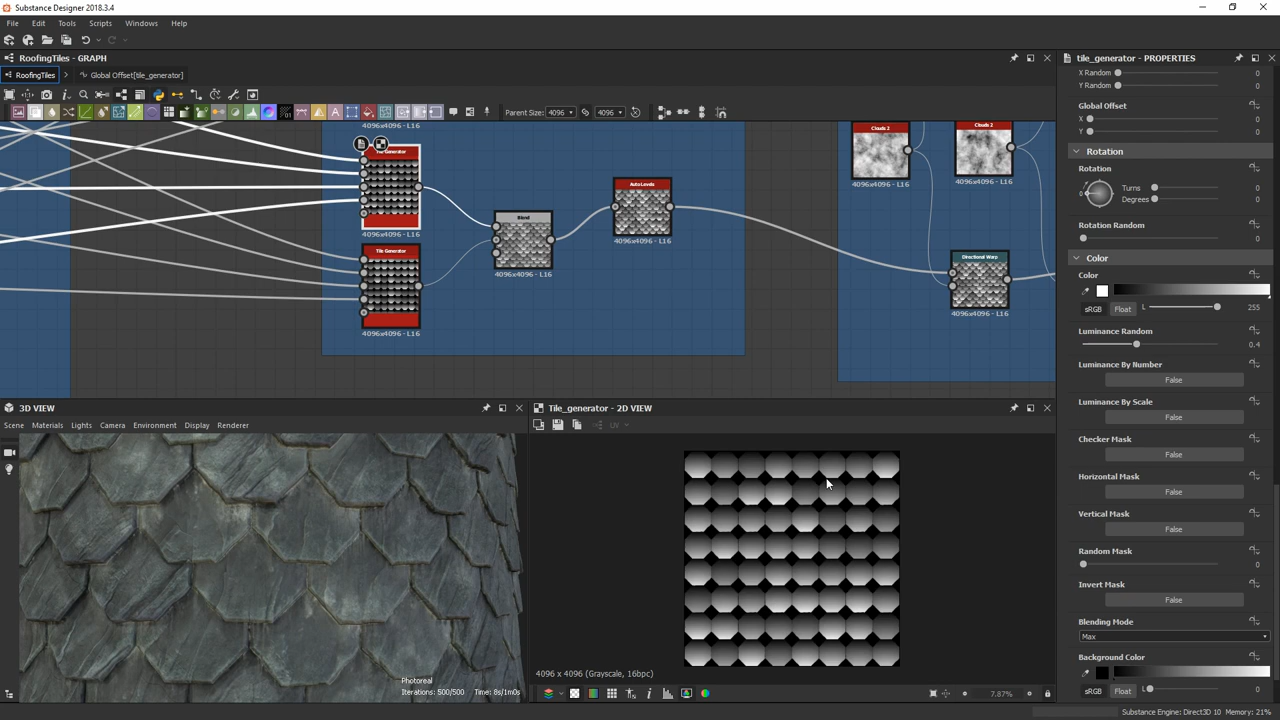 Substance Designer 2018.3.4
File Edit Tools Scripts Windows Help
RoofingTiles - GRAPH
RoofingTiles > Global Offset[tile_generator]
Parent Size: 4096 4096
4096x4096 - L16
Tile Generator
4096x4096 - L16
Tile Generator
4096x4096 - L16
Blend
4096x4096 - L16
Auto Levels
4096x4096 - L16
Clouds 2
4096x4096 - L16
Clouds 2
4096x4096 - L16
Directional Warp
4096x4096 - L16
3D VIEW
Scene Materials Lights Camera Environment Display Renderer
Photoreal
Iterations: 500/500 Time: 8s/1m0s
Tile_generator - 2D VIEW
UV
4096 x 4096 (Grayscale, 16bpc)
7.87%
tile_generator - PROPERTIES
X Random 0
Y Random 0
Global Offset
X 0
Y 0
Rotation
Rotation
0
Turns 0
Degrees 0
Rotation Random
0
Color
Color
sRGB Float L 255
Luminance Random
0.4
Luminance By Number
False
Luminance By Scale
False
Checker Mask
False
Horizontal Mask
False
Vertical Mask
False
Random Mask
0
Invert Mask
False
Blending Mode
Max
Background Color
sRGB Float L 0
Substance Engine: Direct3D 10 Memory: 21%